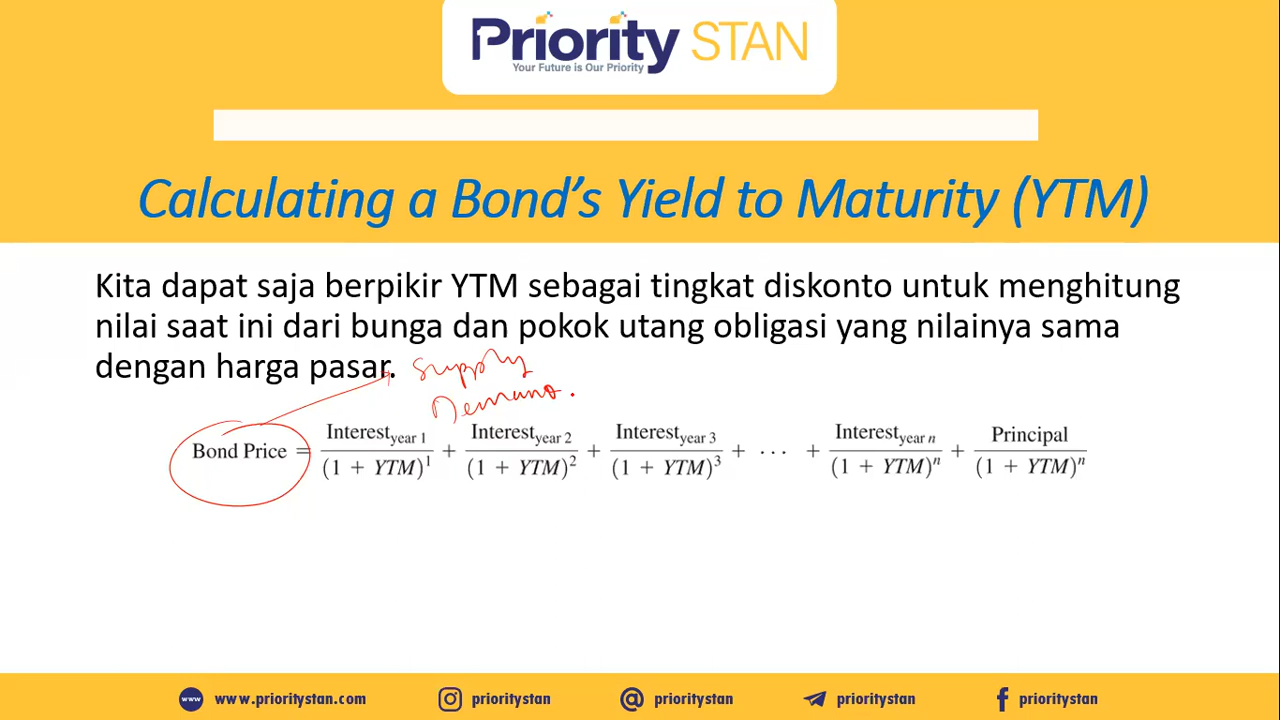 Priority STAN
Your Future is Our Priority
Calculating a Bond's Yield to Maturity (YTM)
Kita dapat saja berpikir YTM sebagai tingkat diskonto untuk menghitung
nilai saat ini dari bunga dan pokok utang obligasi yang nilainya sama
dengan harga pasar. Supply
Demand.
Bond Price = Interest_year 1/(1 + YTM)^1 + Interest_year 2/(1 + YTM)^2 + Interest_year 3/(1 + YTM)^3 + ... + Interest_year n/(1 + YTM)^n + Principal/(1 + YTM)^n
www www.prioritystan.com prioritystan @ prioritystan prioritystan f prioritystan